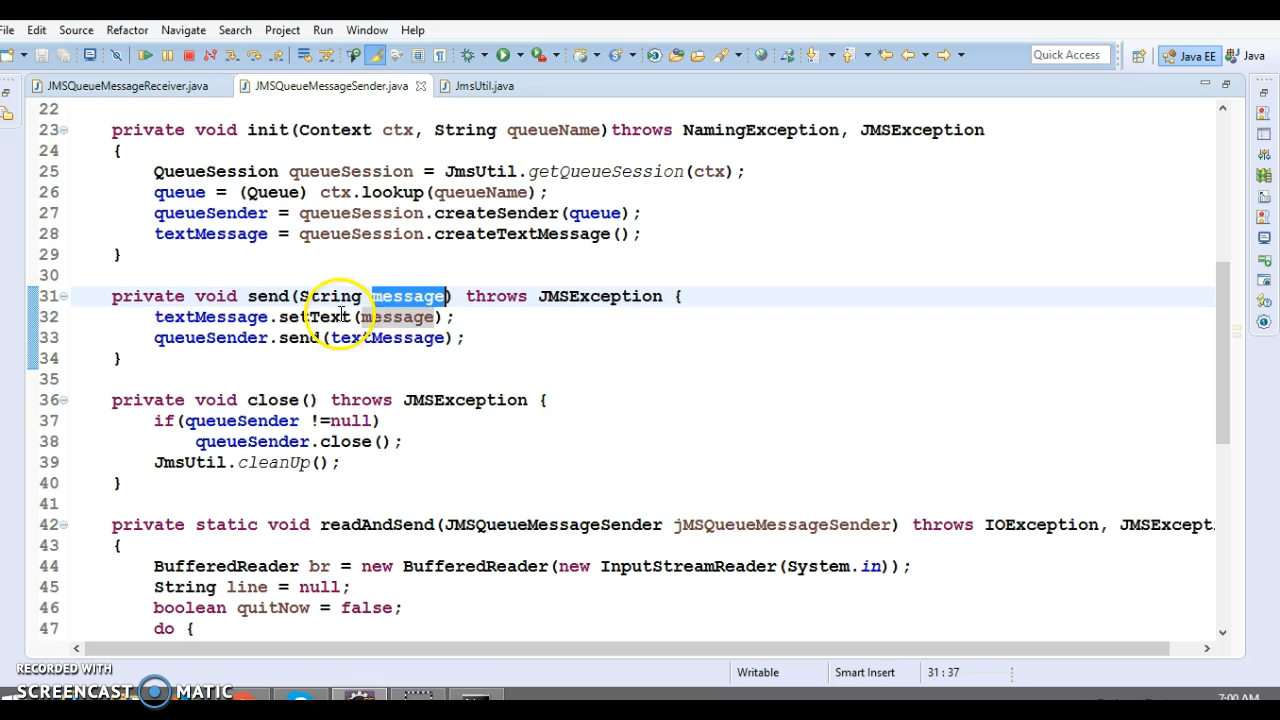 File Edit Source Refactor Navigate Search Project Run Window Help
Quick Access Java EE Java
JMSQueueMessageReceiver.java JMSQueueMessageSender.java JmsUtil.java
22
23 private void init(Context ctx, String queueName)throws NamingException, JMSException
24 {
25 QueueSession queueSession = JmsUtil.getQueueSession(ctx);
26 queue = (Queue) ctx.lookup(queueName);
27 queueSender = queueSession.createSender(queue);
28 textMessage = queueSession.createTextMessage();
29 }
30
31 private void send(String message) throws JMSException {
32 textMessage.setText(message);
33 queueSender.send(textMessage);
34 }
35
36 private void close() throws JMSException {
37 if(queueSender !=null)
38 queueSender.close();
39 JmsUtil.cleanUp();
40 }
41
42 private static void readAndSend(JMSQueueMessageSender jMSQueueMessageSender) throws IOException, JMSExcept
43 {
44 BufferedReader br = new BufferedReader(new InputStreamReader(System.in));
45 String line = null;
46 boolean quitNow = false;
47 do {
Writable Smart Insert 31 : 37
RECORDED WITH
SCREENCAST MATIC
7:00 AM